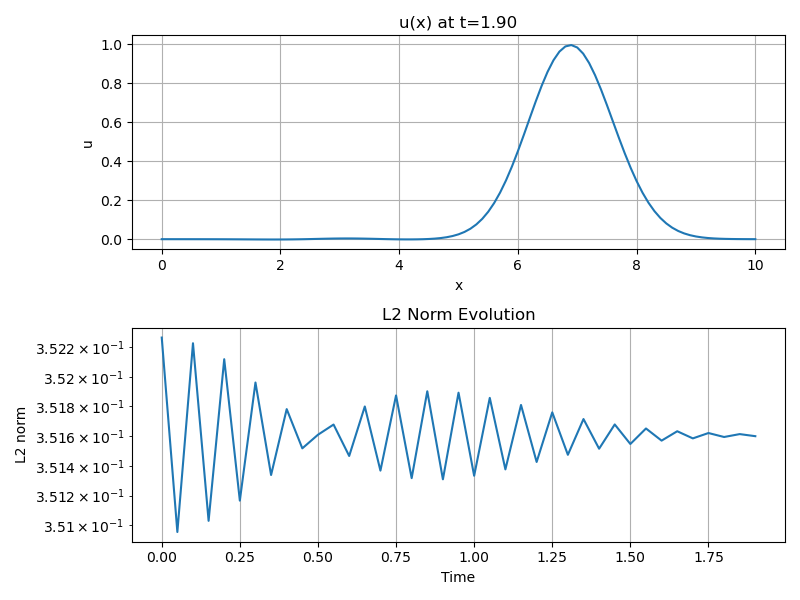 u(x) at t=1.90
1.0
0.8
0.6
0.4
0.2
0.0
u
0 2 4 6 8 10
x
L2 Norm Evolution
3.522 × 10⁻¹
3.52 × 10⁻¹
3.518 × 10⁻¹
3.516 × 10⁻¹
3.514 × 10⁻¹
3.512 × 10⁻¹
3.51 × 10⁻¹
L2 norm
0.00 0.25 0.50 0.75 1.00 1.25 1.50 1.75
Time